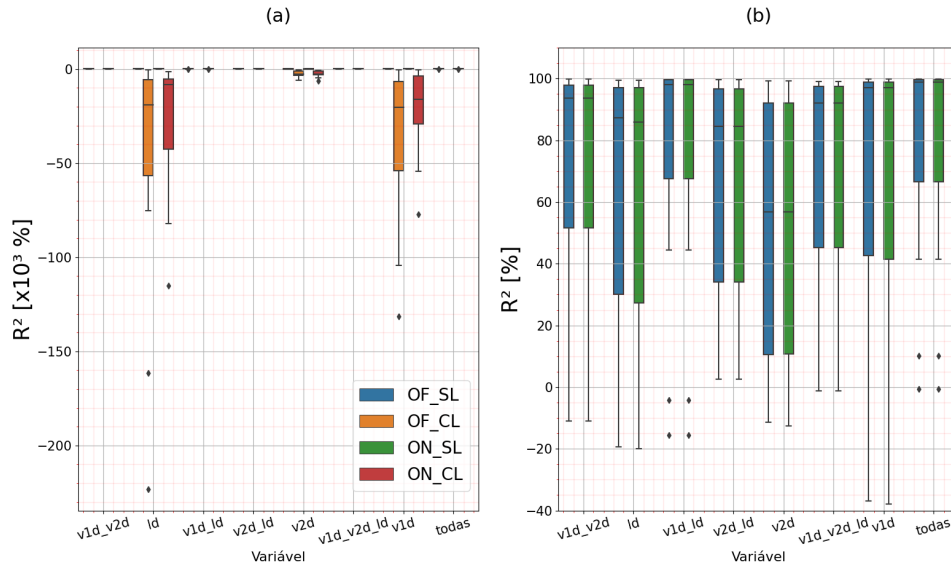 (a)
R² [x10³ %]
0
−50
−100
−150
−200
OF_SL
OF_CL
ON_SL
ON_CL
v1d_v2d
ld
v1d_ld
v2d_ld
v2d
v1d_v2d_ld
v1d
todas
Variável
(b)
R² [%]
100
80
60
40
20
0
−20
−40
v1d_v2d
ld
v1d_ld
v2d_ld
v2d
v1d_v2d_ld
v1d
todas
Variável